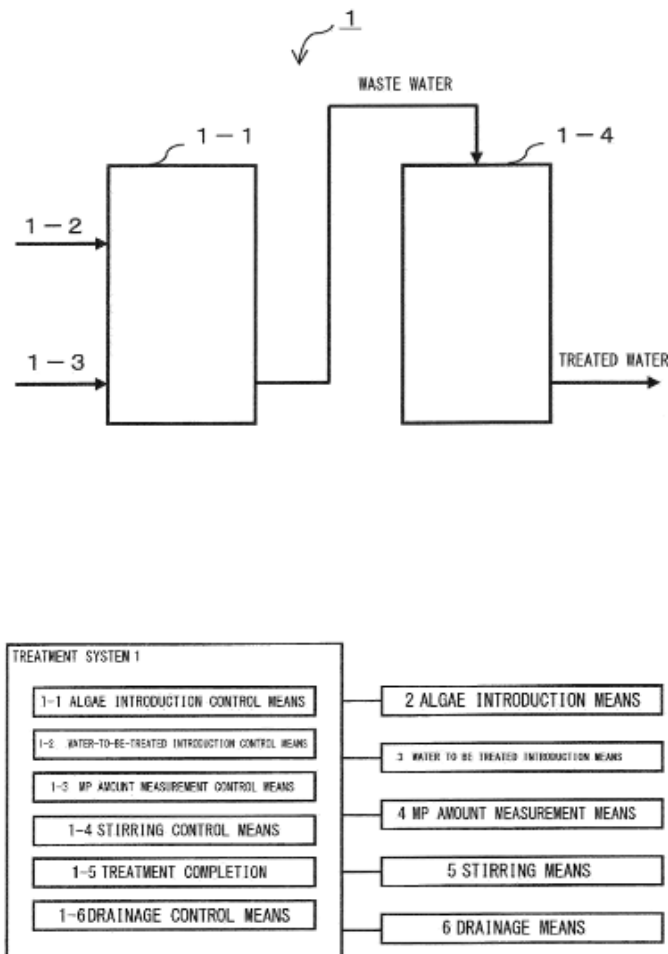 1
WASTE WATER
1-1
1-4
1-2
1-3
TREATED WATER
TREATMENT SYSTEM 1
1-1 ALGAE INTRODUCTION CONTROL MEANS
2 ALGAE INTRODUCTION MEANS
1-2. WATER-TO-BE-TREATED INTRODUCTION CONTROL MEANS
3 WATER TO BE TREATED INTRODUCTION MEANS
1-3 MP AMOUNT MEASUREMENT CONTROL MEANS
4 MP AMOUNT MEASUREMENT MEANS
1-4 STIRRING CONTROL MEANS
1-5 TREATMENT COMPLETION
5 STIRRING MEANS
1-6DRAINAGE CONTROL MEANS
6 DRAINAGE MEANS